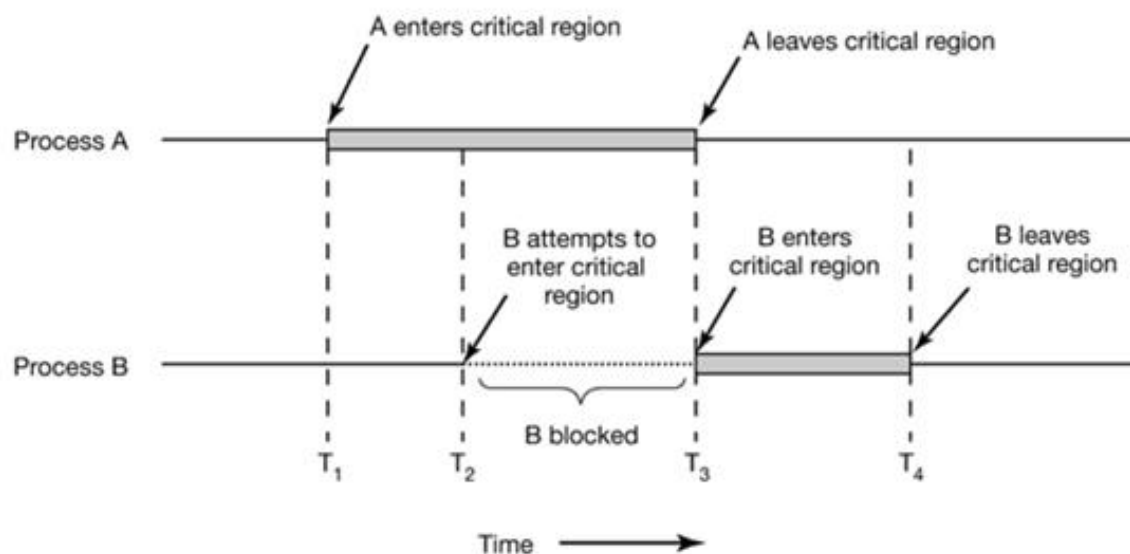 A enters critical region
A leaves critical region
Process A
B attempts to
enter critical
region
B enters
critical region
B leaves
critical region
Process B
B blocked
T1
T2
T3
T4
Time